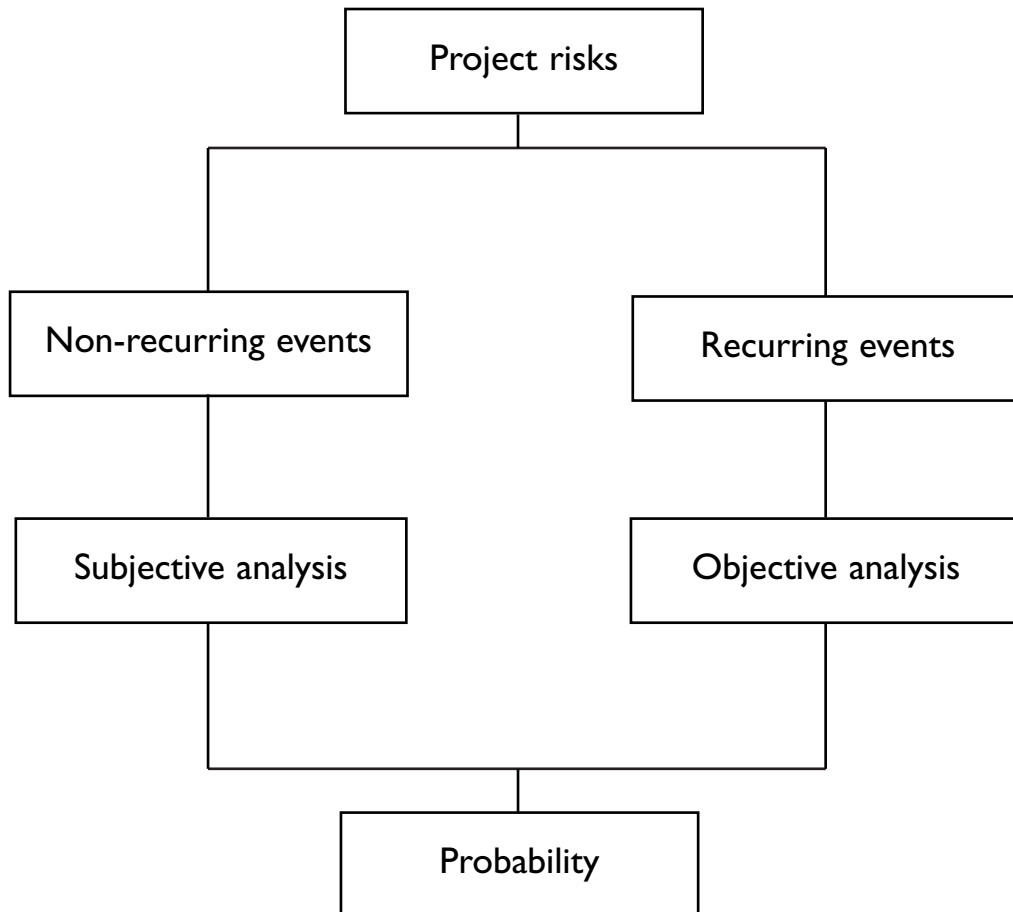 Project risks
Non-recurring events
Recurring events
Subjective analysis
Objective analysis
Probability